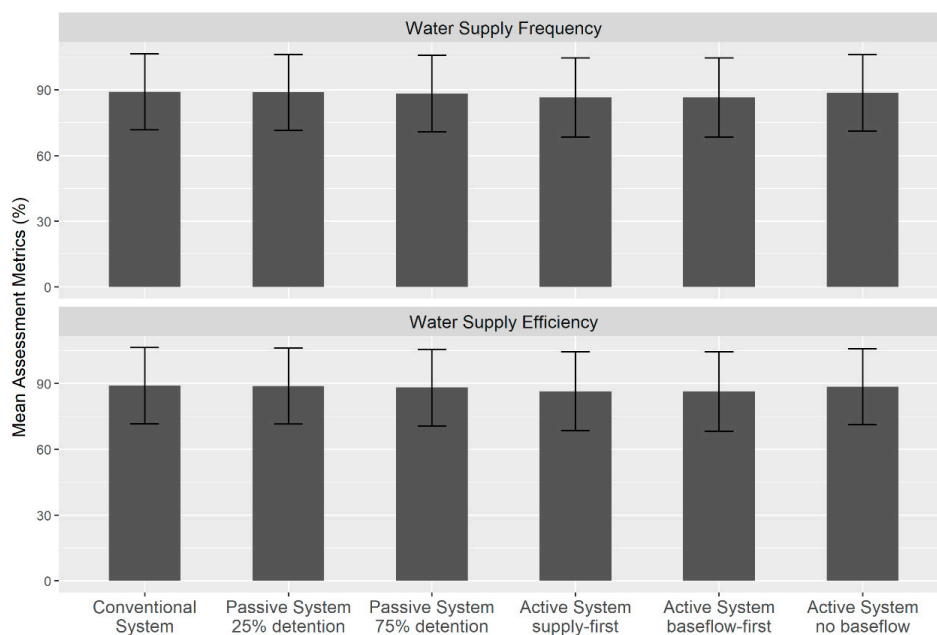 Water Supply Frequency
90
60
30
0
Water Supply Efficiency
90
60
30
0
Mean Assessment Metrics (%)
Conventional
System
Passive System
25% detention
Passive System
75% detention
Active System
supply-first
Active System
baseflow-first
Active System
no baseflow